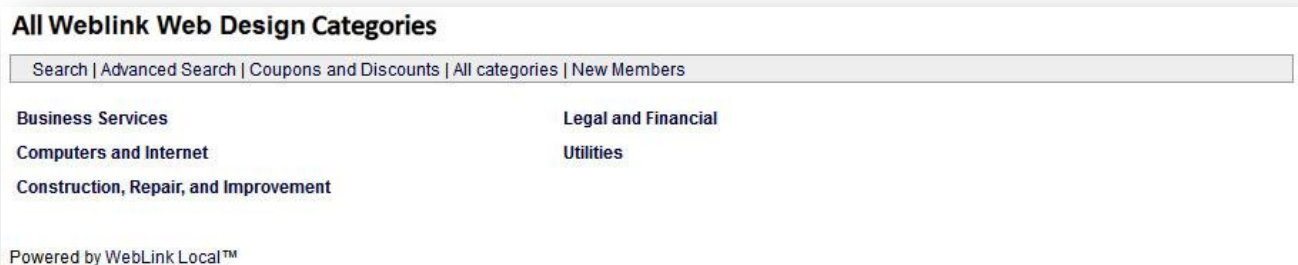 All Weblink Web Design Categories
Search | Advanced Search | Coupons and Discounts | All categories | New Members
Business Services
Legal and Financial
Computers and Internet
Utilities
Construction, Repair, and Improvement
Powered by WebLink Local™